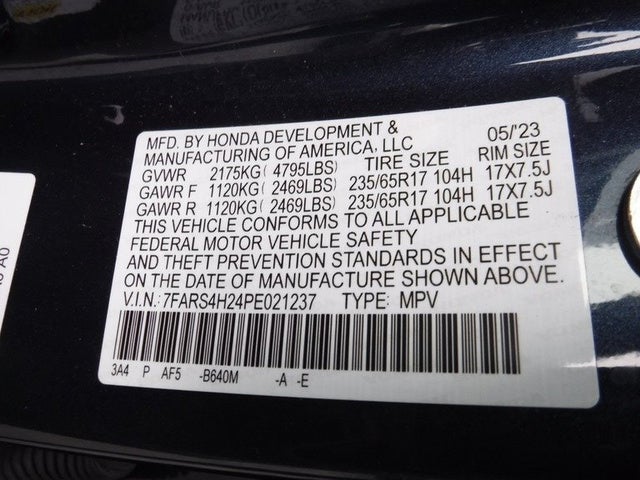 MFD. BY HONDA DEVELOPMENT & 05/'23
MANUFACTURING OF AMERICA, LLC
GVWR 2175KG( 4795LBS) TIRE SIZE RIM SIZE
GAWR F 1120KG( 2469LBS) 235/65R17 104H 17X7.5J
GAWR R 1120KG( 2469LBS) 235/65R17 104H 17X7.5J
THIS VEHICLE CONFORMS TO ALL APPLICABLE
FEDERAL MOTOR VEHICLE SAFETY
AND THEFT PREVENTION STANDARDS IN EFFECT
ON THE DATE OF MANUFACTURE SHOWN ABOVE.
V.I.N.:7FARS4H24PE021237 TYPE: MPV
3A4 P AF5 -B640M -A -E
A0